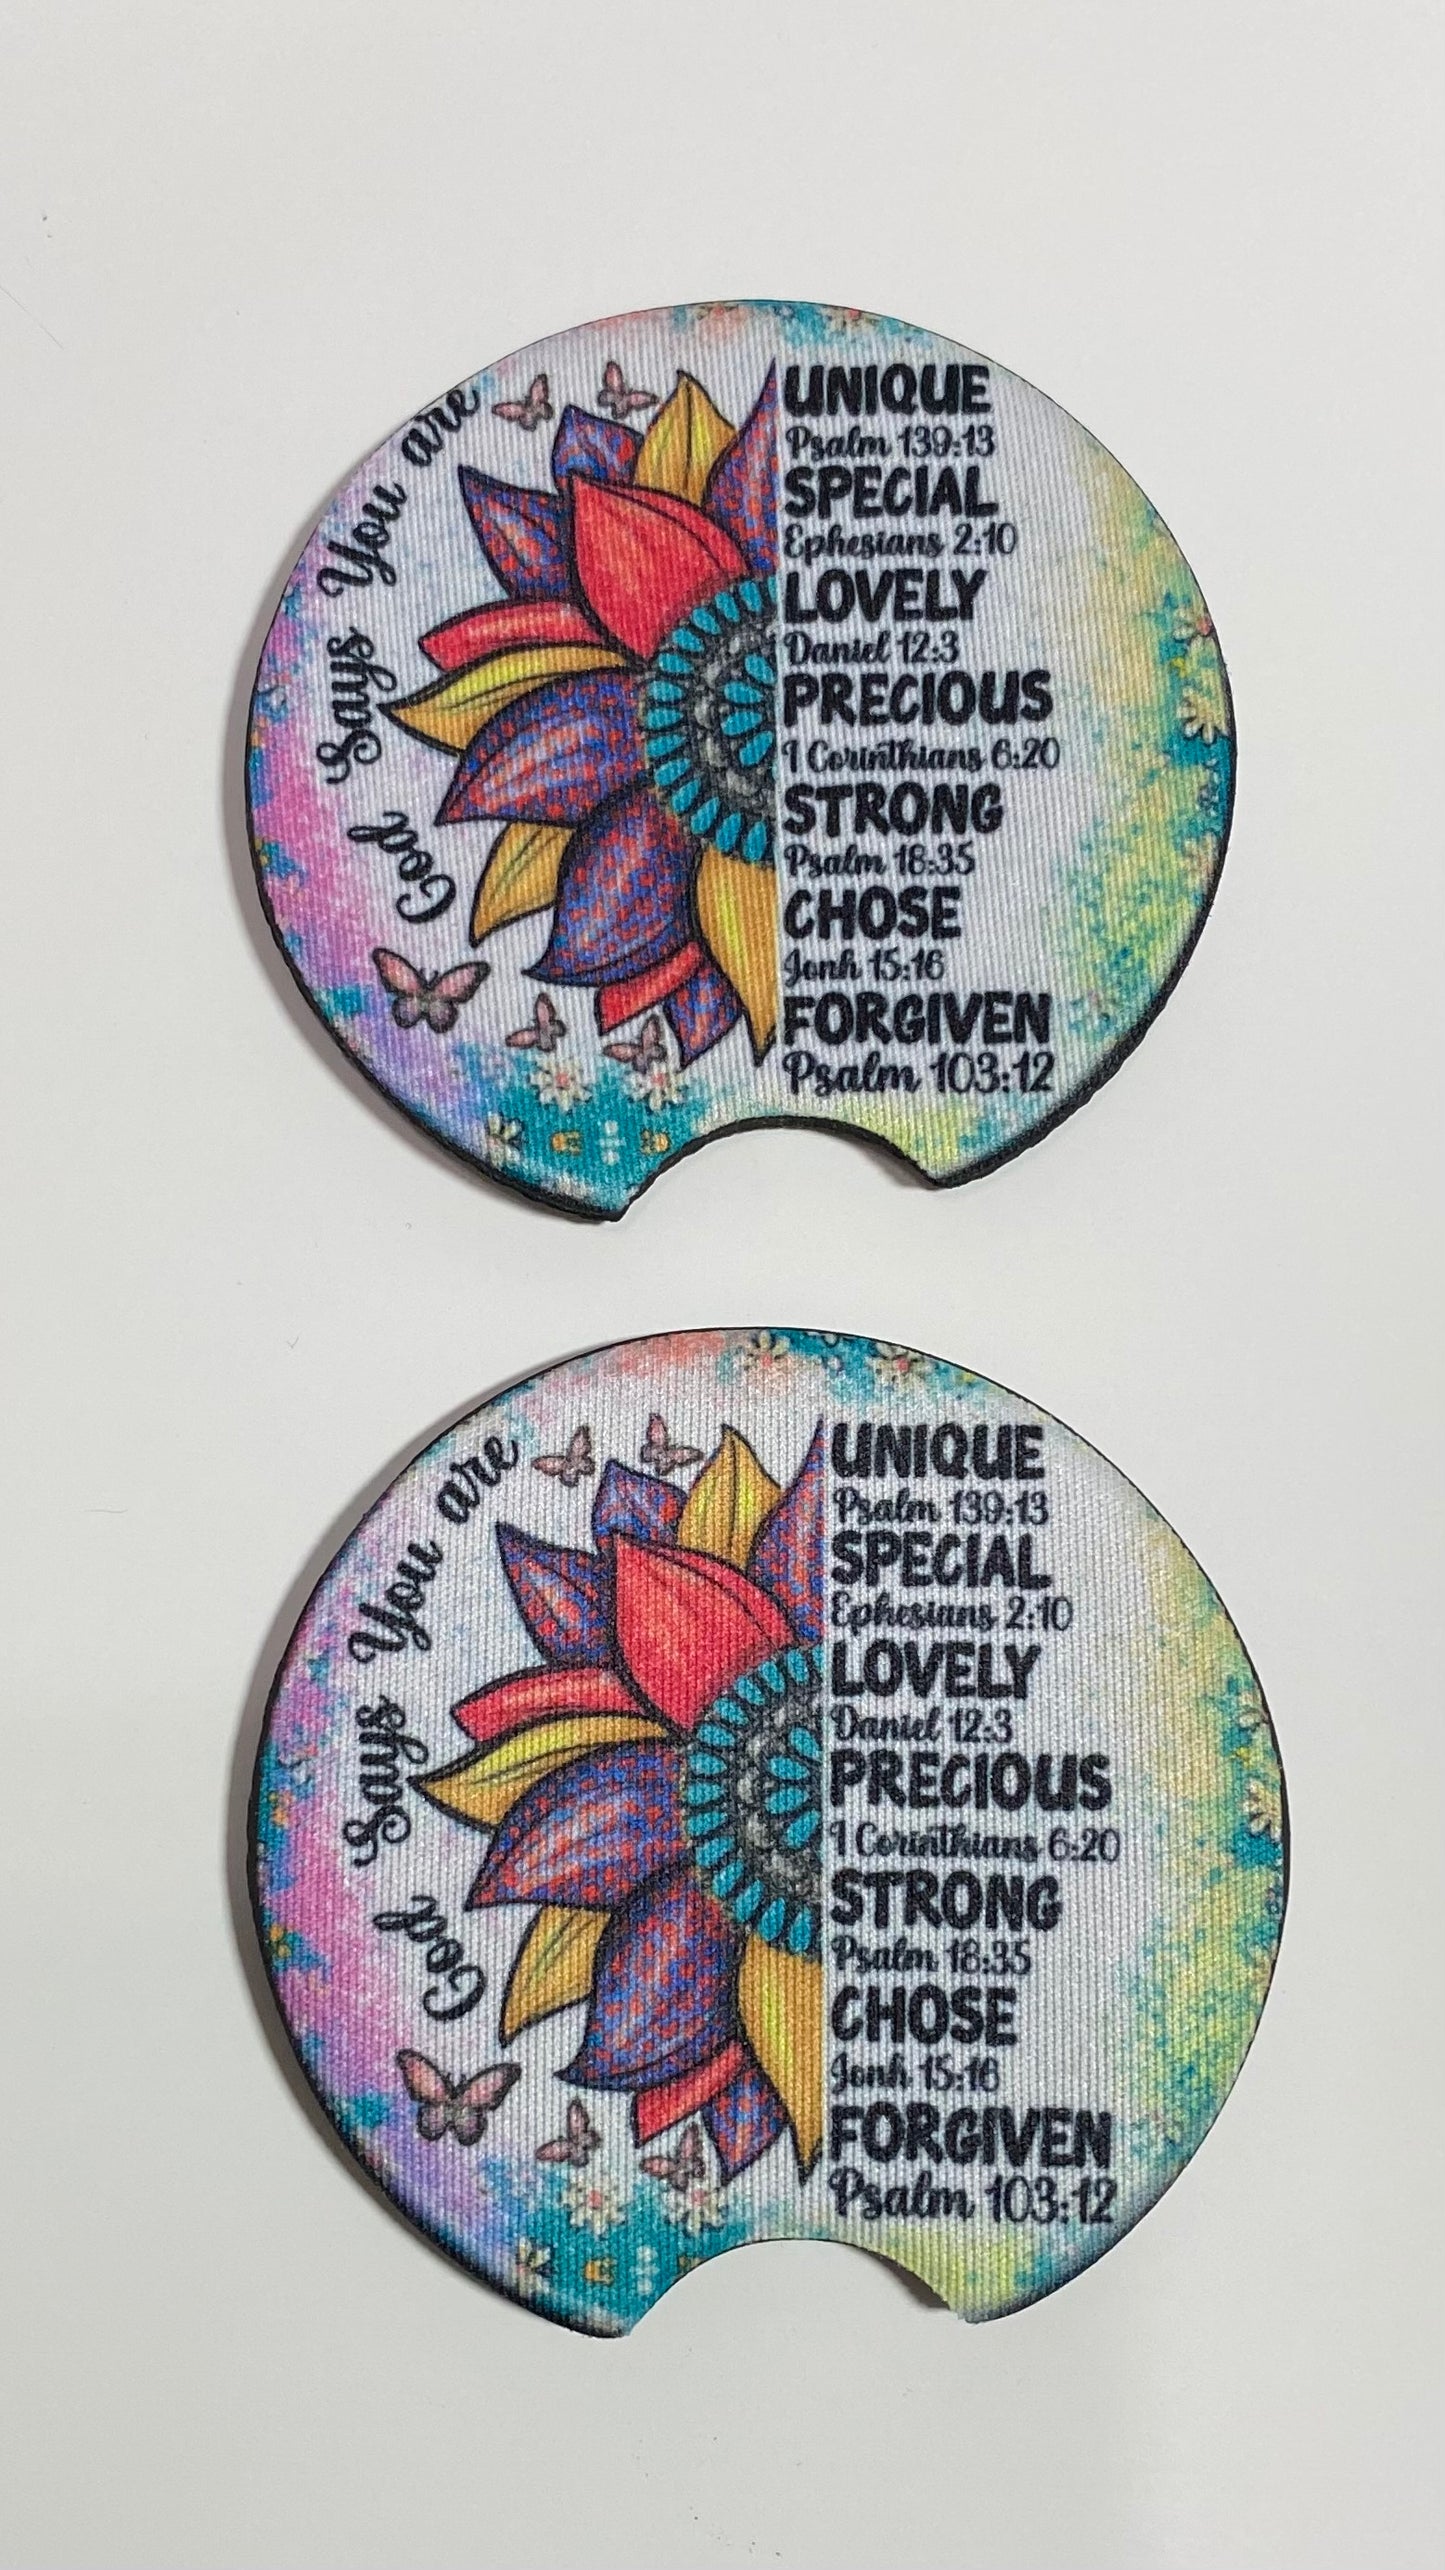 God Says You are
UNIQUE
Psalm 139:13
SPECIAL
Ephesians 2:10
LOVELY
Daniel 12:3
PRECIOUS
1 Corinthians 6:20
STRONG
Psalm 18:35
CHOSE
Jonh 15:16
FORGIVEN
Psalm 103:12
God Says You are
UNIQUE
Psalm 139:13
SPECIAL
Ephesians 2:10
LOVELY
Daniel 12:3
PRECIOUS
1 Corinthians 6:20
STRONG
Psalm 18:35
CHOSE
Jonh 15:16
FORGIVEN
Psalm 103:12